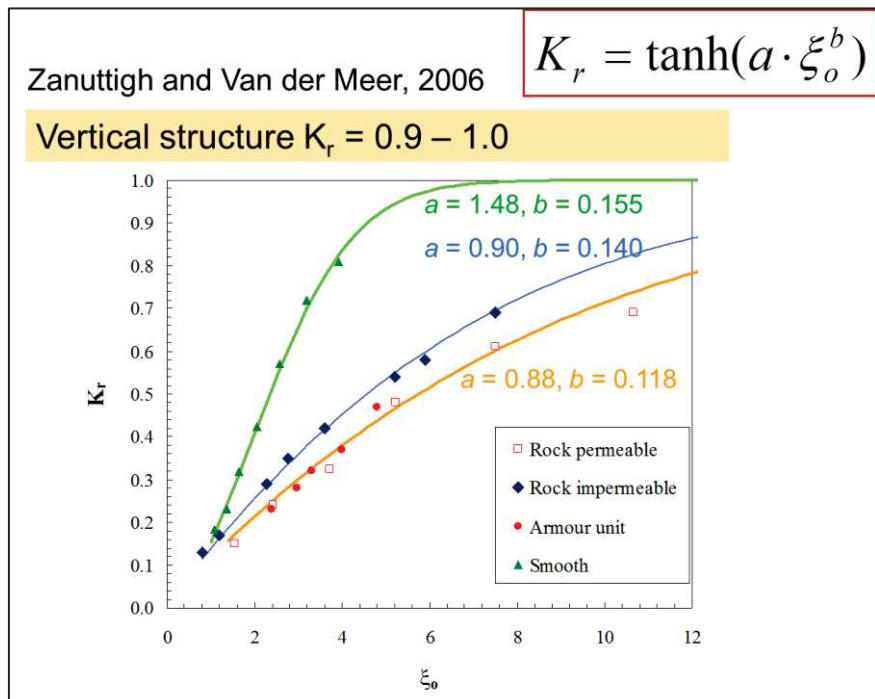 K_r = tanh(a · ξ_o^b)
Zanuttigh and Van der Meer, 2006
Vertical structure K_r = 0.9 – 1.0
1.0
0.9
0.8
0.7
0.6
0.5
0.4
0.3
0.2
0.1
0.0
K_r
a = 1.48, b = 0.155
a = 0.90, b = 0.140
a = 0.88, b = 0.118
Rock permeable
Rock impermeable
Armour unit
Smooth
0 2 4 6 8 10 12
ξ_o